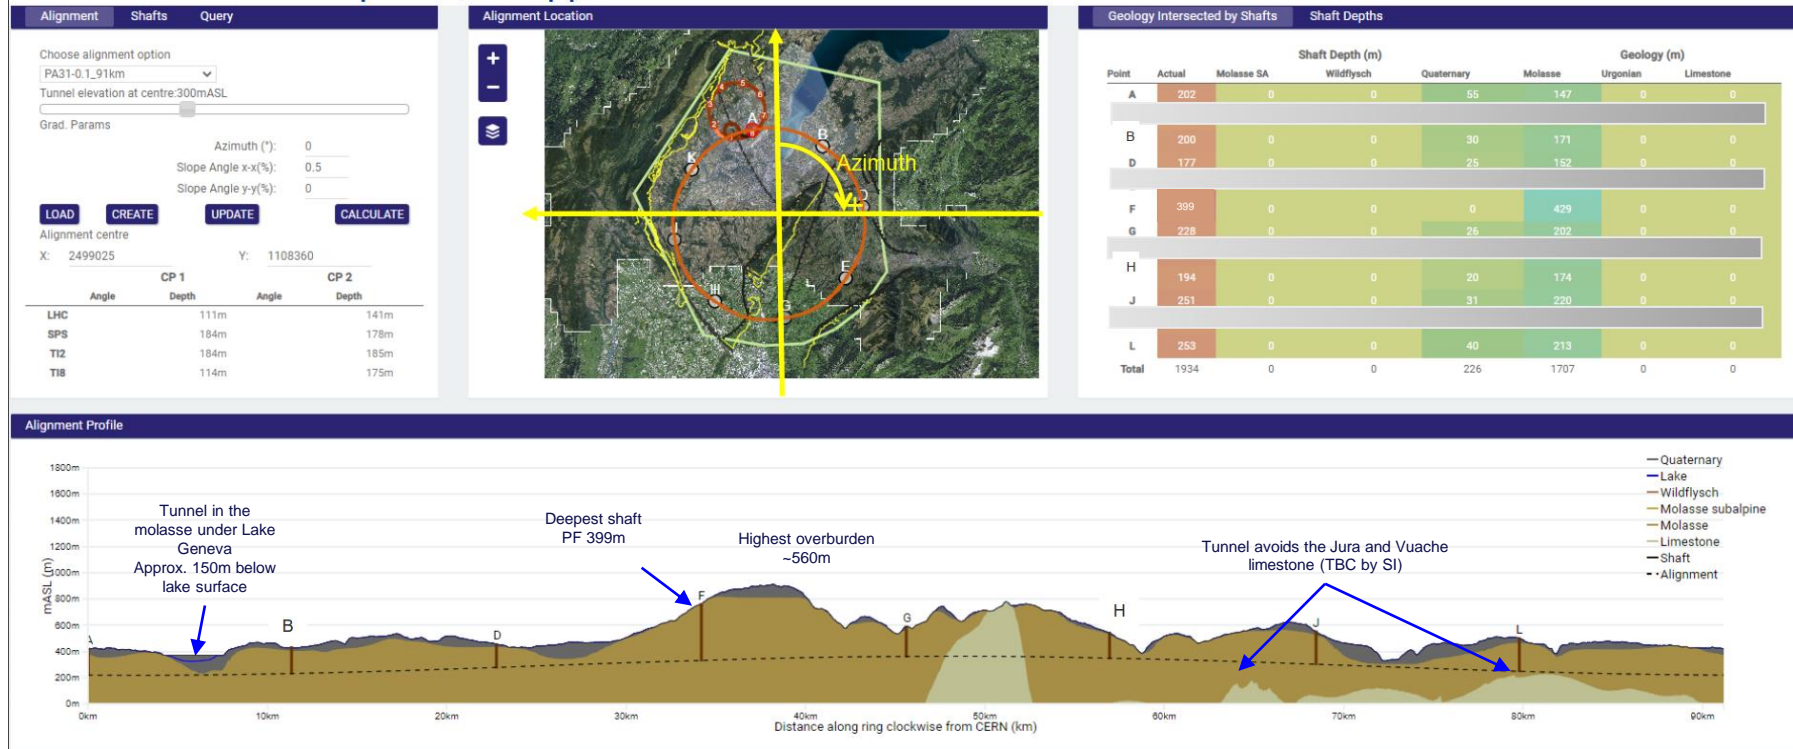 Alignment Shafts Query
Choose alignment option
PA31-0.1_91km
Tunnel elevation at centre:300mASL
Grad. Params
Azimuth (°): 0
Slope Angle x-x(%): 0.5
Slope Angle y-y(%): 0
LOAD CREATE UPDATE CALCULATE
Alignment centre
X: 2499025 Y: 1108360
CP 1 CP 2
Angle Depth Angle Depth
LHC 111m 141m
SPS 184m 178m
TI2 184m 185m
TI8 114m 175m
Alignment Location
+
−
A
B
K
Azimuth
D
E
H
G
1
2
3
4
5
6
7
8
Geology Intersected by Shafts Shaft Depths
Shaft Depth (m) Geology (m)
Point Actual Molasse SA Wildflysch Quaternary Molasse Urgonian Limestone
A 202 0 0 55 147 0 0
B 200 0 0 30 171 0 0
D 177 0 0 25 152 0 0
F 399 0 0 0 429 0 0
G 228 0 0 26 202 0 0
H 194 0 0 20 174 0 0
J 251 0 0 31 220 0 0
L 253 0 0 40 213 0 0
Total 1934 0 0 226 1707 0 0
Alignment Profile
1800m
1600m
1400m
1200m
1000m
800m
600m
400m
200m
0m
mASL (m)
Tunnel in the
molasse under Lake
Geneva
Approx. 150m below
lake surface
Deepest shaft
PF 399m
Highest overburden
~560m
Tunnel avoids the Jura and Vuache
limestone (TBC by SI)
Quaternary
Lake
Wildflysch
Molasse subalpine
Molasse
Limestone
Shaft
Alignment
A B D F G H J L
0km 10km 20km 30km 40km 50km 60km 70km 80km 90km
Distance along ring clockwise from CERN (km)